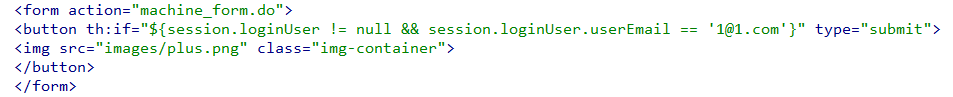 <form action="machine_form.do">
<button th:if="${session.loginUser != null && session.loginUser.userEmail == '1@1.com'}" type="submit">
<img src="images/plus.png" class="img-container">
</button>
</form>